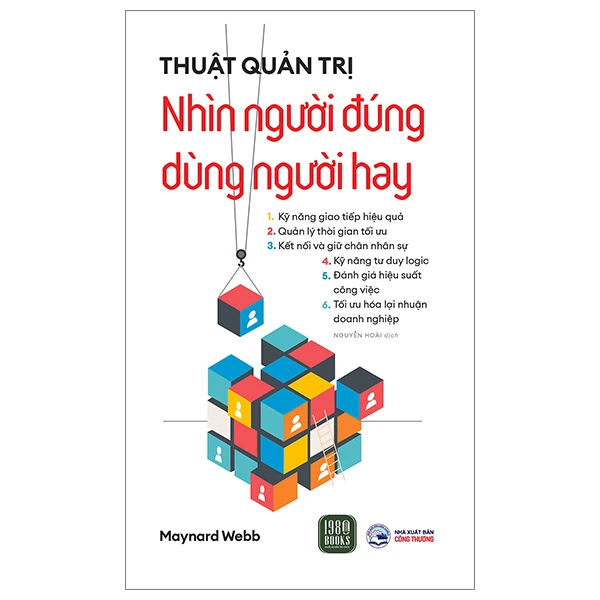 THUẬT QUẢN TRỊ
Nhìn người đúng
dùng người hay
1. Kỹ năng giao tiếp hiệu quả
2. Quản lý thời gian tối ưu
3. Kết nối và giữ chân nhân sự
4. Kỹ năng tư duy logic
5. Đánh giá hiệu suất
công việc
6. Tối ưu hóa lợi nhuận
doanh nghiệp
NGUYỄN HOÀI dịch
Maynard Webb
1980
BOOKS
NHÀ XUẤT BẢN
CÔNG THƯƠNG